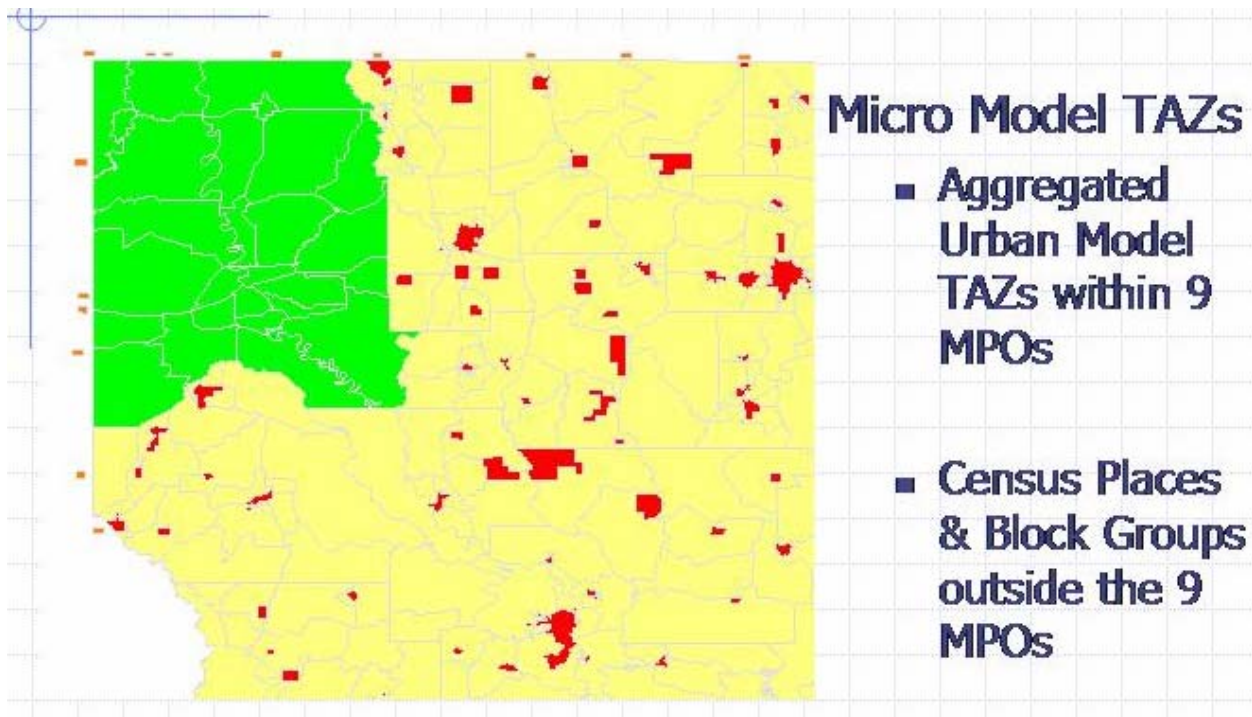 Micro Model TAZs
▪ Aggregated
Urban Model
TAZs within 9
MPOs
▪ Census Places
& Block Groups
outside the 9
MPOs